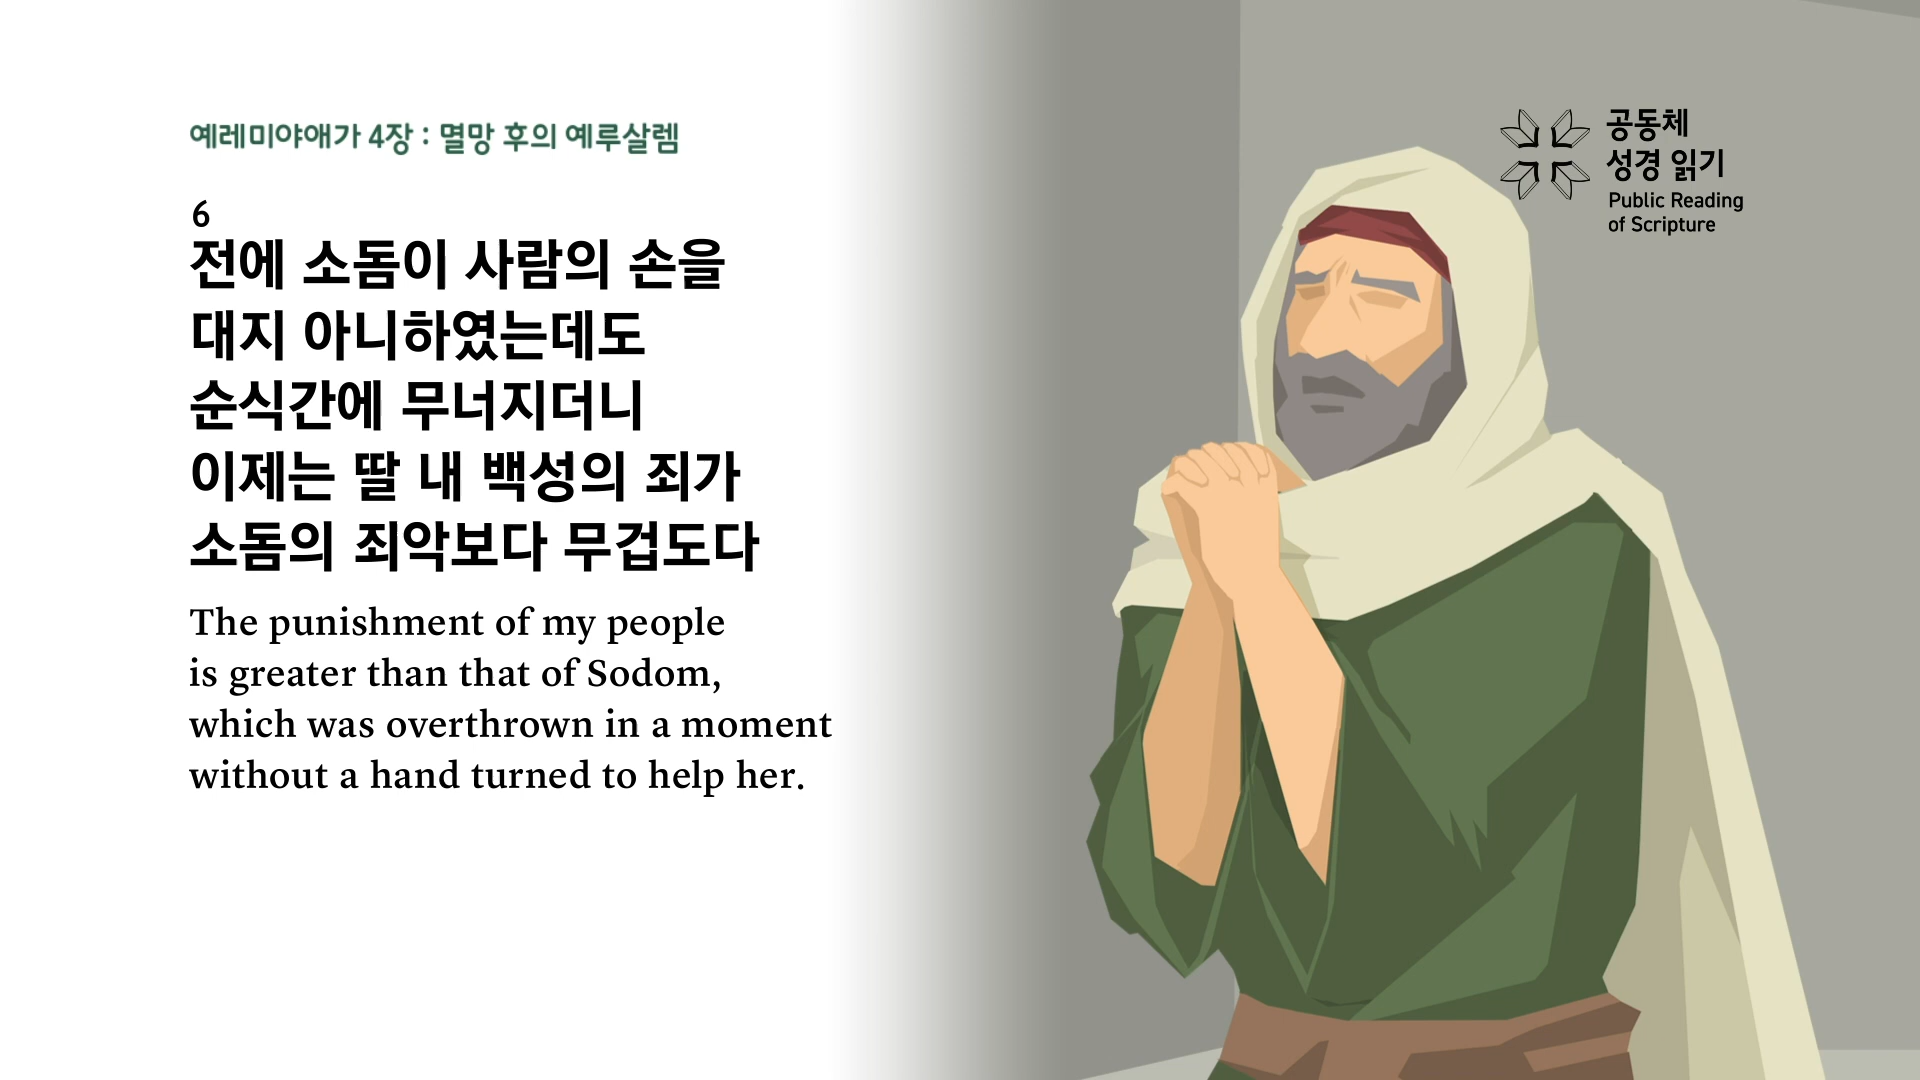 예레미야애가 4장 : 멸망 후의 예루살렘
6
전에 소돔이 사람의 손을
대지 아니하였는데도
순식간에 무너지더니
이제는 딸 내 백성의 죄가
소돔의 죄악보다 무겁도다
The punishment of my people
is greater than that of Sodom,
which was overthrown in a moment
without a hand turned to help her.
공동체
성경 읽기
Public Reading
of Scripture